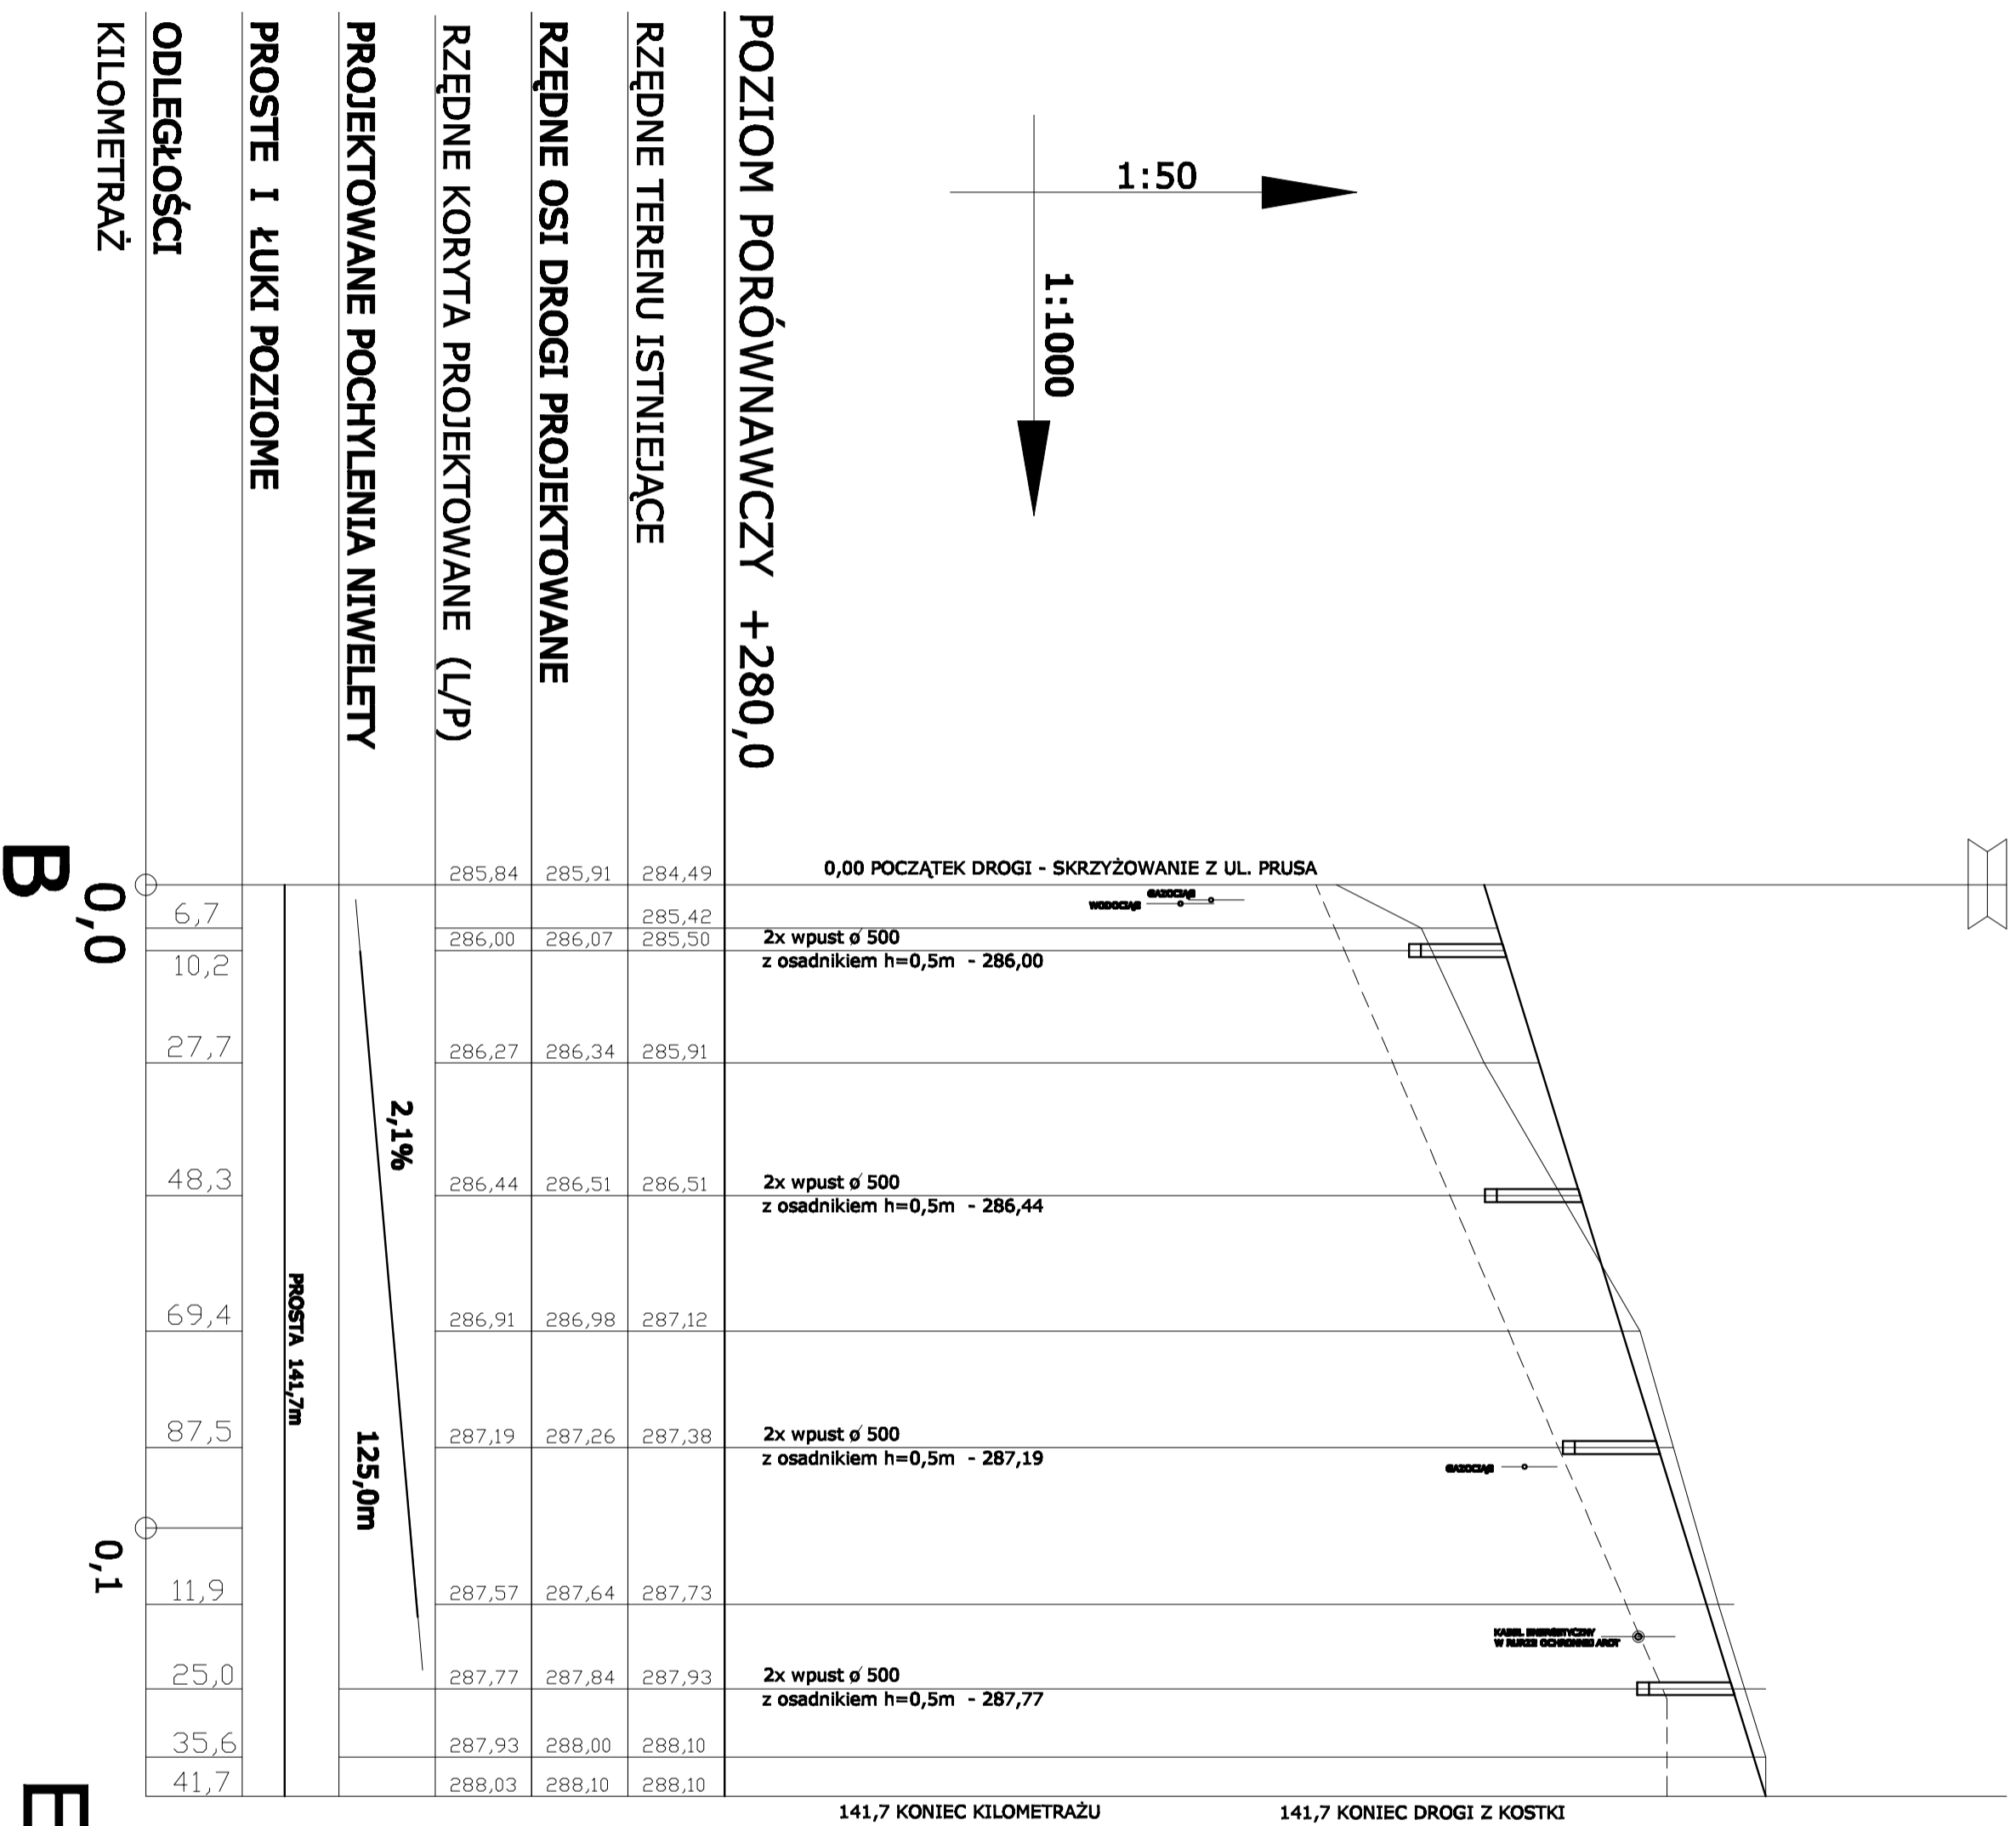 1:50
1:1000
POZIOM PORÓWNAWCZY +280,0
RZĘDNE TERENU ISTNIEJĄCE
RZĘDNE OSI DROGI PROJEKTOWANE
RZĘDNE KORYTA PROJEKTOWANE (L/P)
PROJEKTOWANE POCHYLENIA NIWELETY
PROSTE I ŁUKI POZIOME
ODLEGŁOŚCI
KILOMETRAŻ
0,00 POCZĄTEK DROGI - SKRZYŻOWANIE Z UL. PRUSA
GAZOCIĄG
WODOCIĄG
285,84 285,91 284,49
6,7 285,42
286,00 286,07 285,50
2x wpust ø 500
z osadnikiem h=0,5m - 286,00
10,2
27,7 286,27 286,34 285,91
2,1%
48,3 286,44 286,51 286,51
2x wpust ø 500
z osadnikiem h=0,5m - 286,44
69,4 286,91 286,98 287,12
PROSTA 141,7m
87,5 287,19 287,26 287,38
2x wpust ø 500
z osadnikiem h=0,5m - 287,19
GAZOCIĄG
125,0m
11,9 287,57 287,64 287,73
KABEL ENERGETYCZNY
W RURZE OCHRONNEJ AROT
25,0 287,77 287,84 287,93
2x wpust ø 500
z osadnikiem h=0,5m - 287,77
35,6 287,93 288,00 288,10
41,7 288,03 288,10 288,10
141,7 KONIEC KILOMETRAŻU
141,7 KONIEC DROGI Z KOSTKI
0,0
0,1
B
E